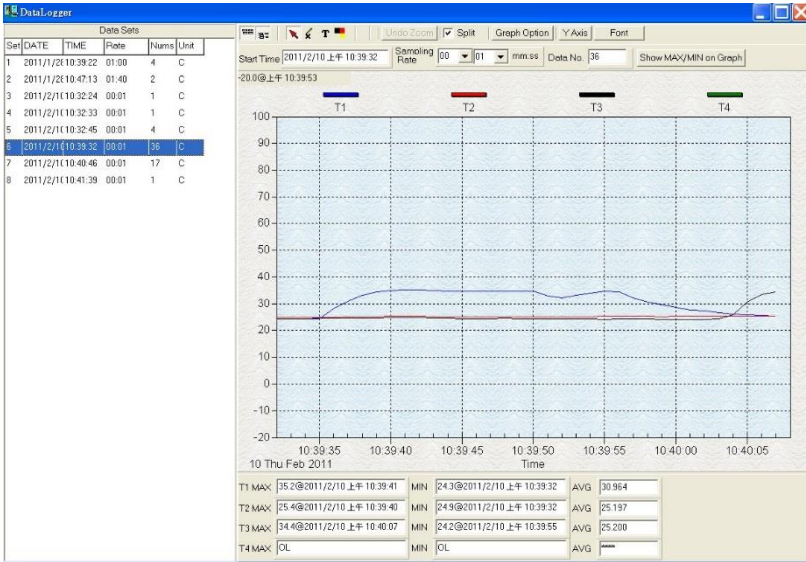 DataLogger
Data Sets
Set DATE TIME Rate Nums Unit
1 2011/1/28 10:39:22 01:00 4 C
2 2011/1/28 10:47:13 01:40 2 C
3 2011/2/1( 10:32:24 00:01 1 C
4 2011/2/1( 10:32:33 00:01 1 C
5 2011/2/1( 10:32:45 00:01 4 C
6 2011/2/1( 10:39:32 00:01 36 C
7 2011/2/1( 10:40:46 00:01 17 C
8 2011/2/1( 10:41:39 00:01 1 C
T Undo Zoom Split Graph Option Y Axis Font
Start Time 2011/2/10 上午 10:39:32 Sampling Rate 00 01 mm:ss Data No. 36 Show MAX/MIN on Graph
-20.0@上午 10:39:53
T1 T2 T3 T4
100
90
80
70
60
50
40
30
20
10
0
-10
-20
10:39:35 10:39:40 10:39:45 10:39:50 10:39:55 10:40:00 10:40:05
10 Thu Feb 2011 Time
T1 MAX 35.2@2011/2/10 上午 10:39:41 MIN 24.3@2011/2/10 上午 10:39:32 AVG 30.964
T2 MAX 25.4@2011/2/10 上午 10:39:40 MIN 24.9@2011/2/10 上午 10:39:32 AVG 25.197
T3 MAX 34.4@2011/2/10 上午 10:40:07 MIN 24.2@2011/2/10 上午 10:39:55 AVG 25.200
T4 MAX OL MIN OL AVG ****